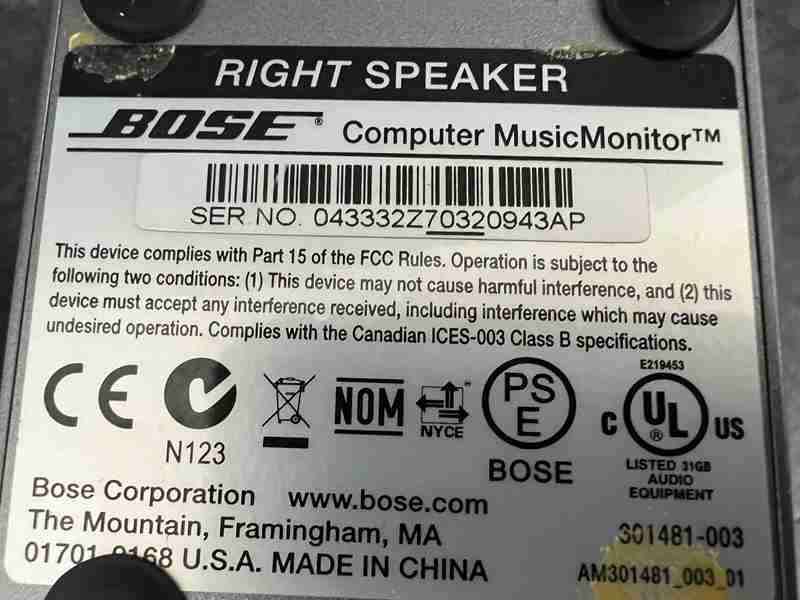 RIGHT SPEAKER
BOSE® Computer MusicMonitor™
SER NO. 043332Z70320943AP
This device complies with Part 15 of the FCC Rules. Operation is subject to the
following two conditions: (1) This device may not cause harmful interference, and (2) this
device must accept any interference received, including interference which may cause
undesired operation. Complies with the Canadian ICES-003 Class B specifications.
CE
N123
NOM
NYCE
PS
E
BOSE
E219453
C UL® US
LISTED 31GB
AUDIO
EQUIPMENT
Bose Corporation www.bose.com
The Mountain, Framingham, MA
01701-9168 U.S.A. MADE IN CHINA
301481-003
AM301481_003_01